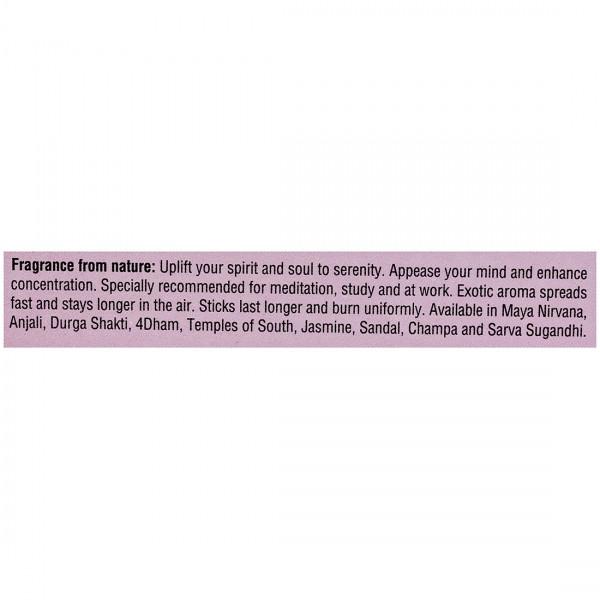 Fragrance from nature: Uplift your spirit and soul to serenity. Appease your mind and enhance
concentration. Specially recommended for meditation, study and at work. Exotic aroma spreads
fast and stays longer in the air. Sticks last longer and burn uniformly. Available in Maya Nirvana,
Anjali, Durga Shakti, 4Dham, Temples of South, Jasmine, Sandal, Champa and Sarva Sugandhi.